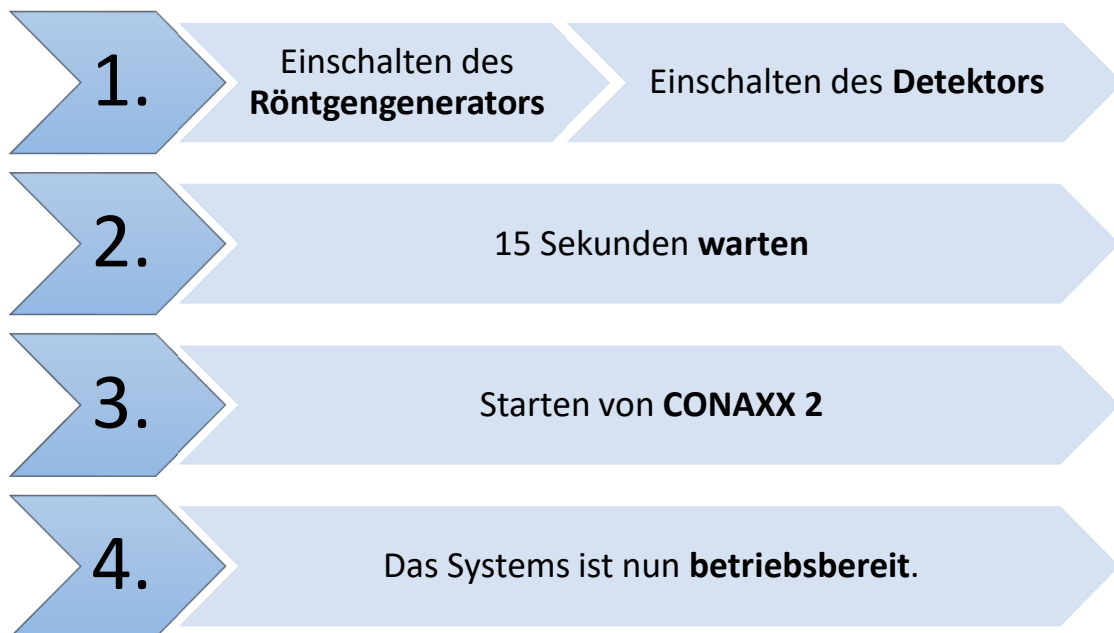 1.
Einschalten des
Röntgengenerators
Einschalten des Detektors
2.
15 Sekunden warten
3.
Starten von CONAXX 2
4.
Das Systems ist nun betriebsbereit.